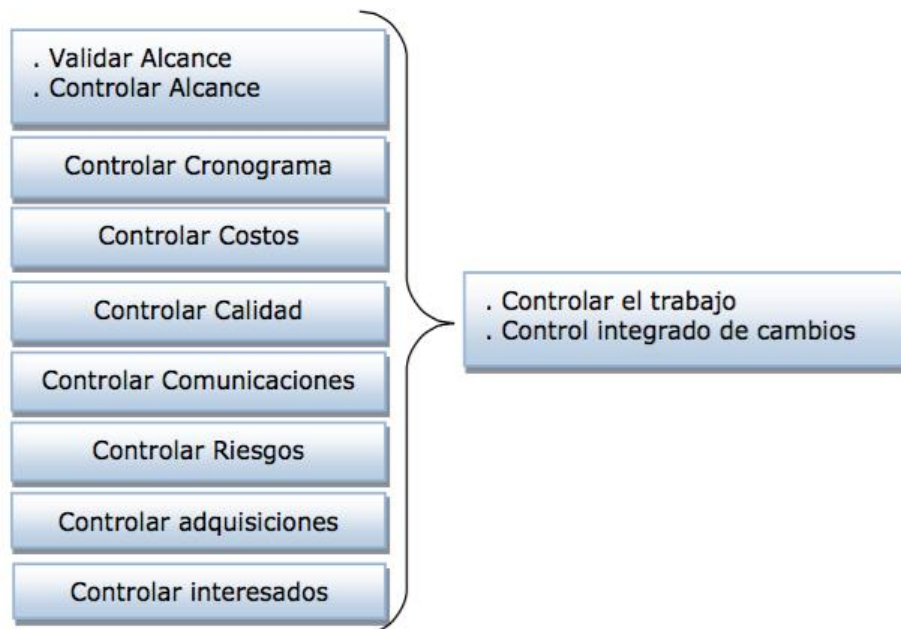 . Validar Alcance
. Controlar Alcance
Controlar Cronograma
Controlar Costos
Controlar Calidad
Controlar Comunicaciones
Controlar Riesgos
Controlar adquisiciones
Controlar interesados
. Controlar el trabajo
. Control integrado de cambios